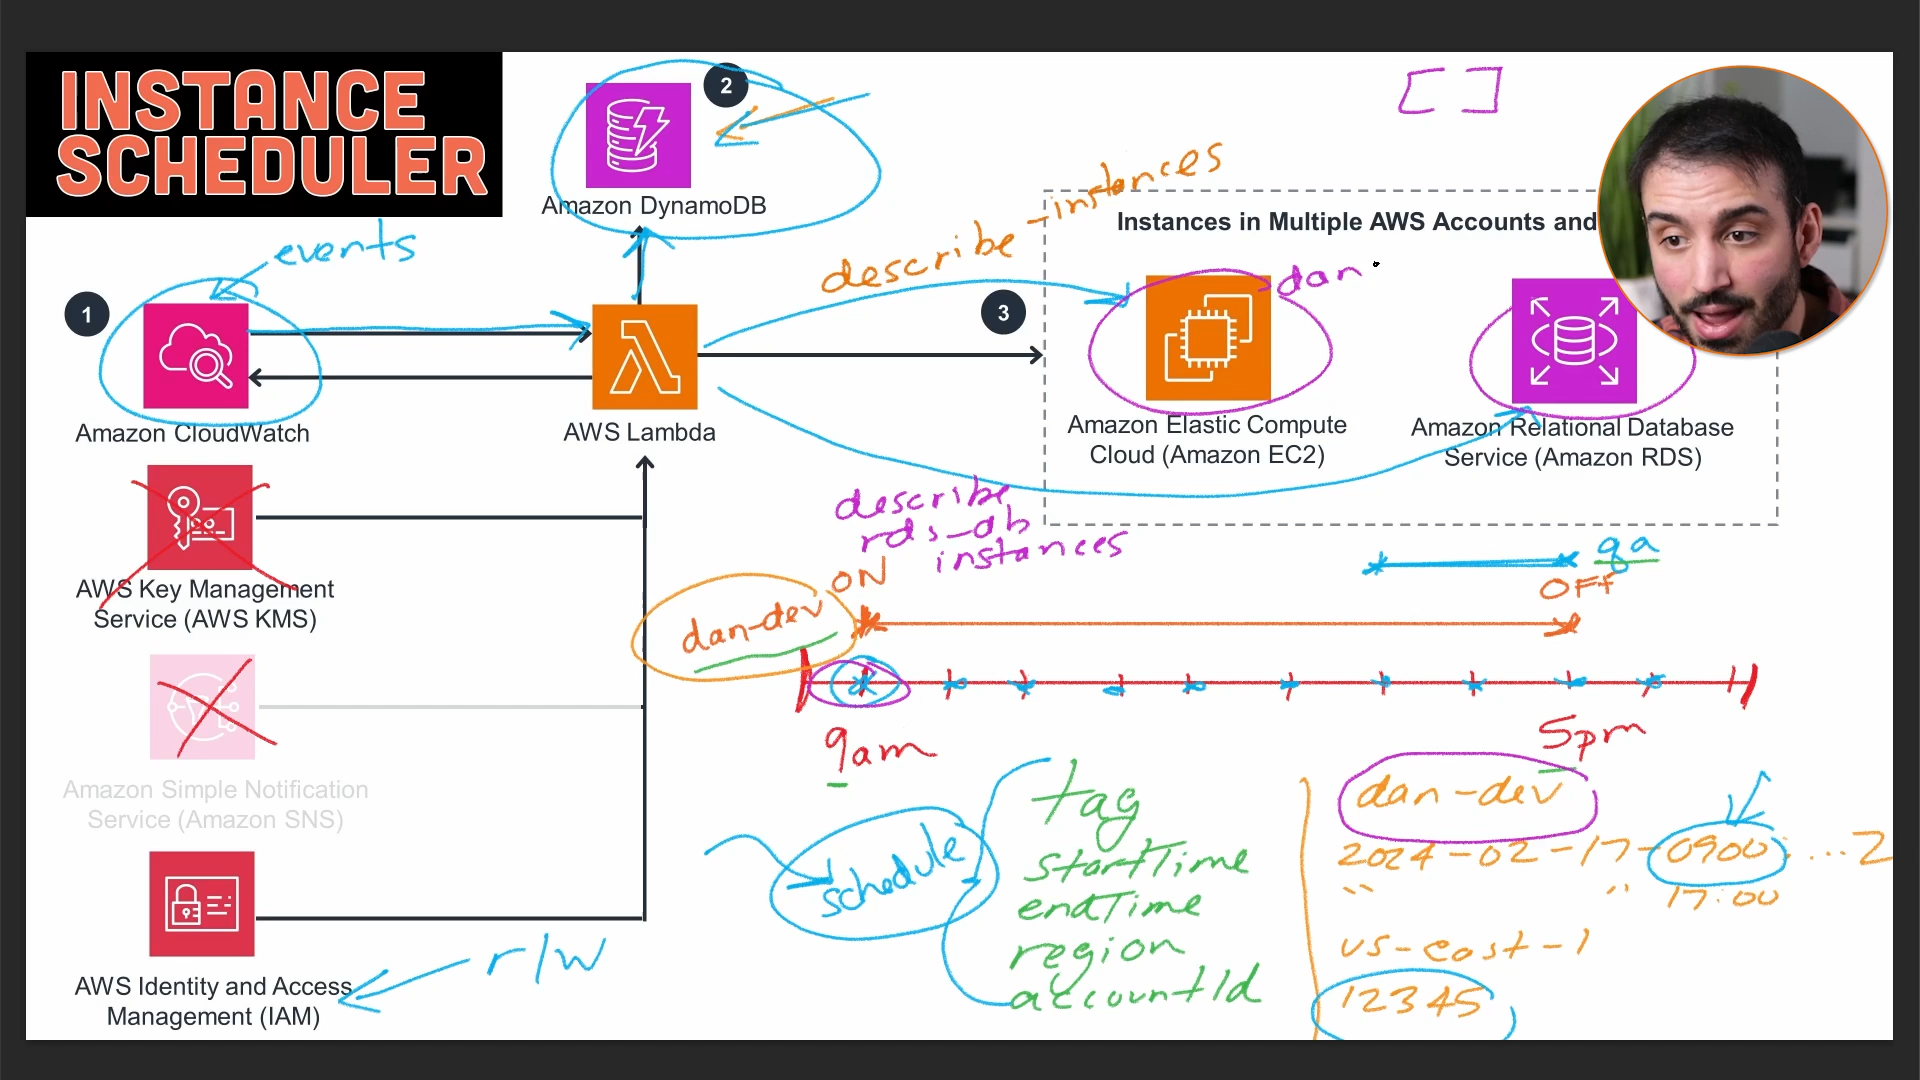 INSTANCE
SCHEDULER
2
Amazon DynamoDB
events
describe-instances
Instances in Multiple AWS Accounts and
dan
1
3
Amazon CloudWatch
AWS Lambda
Amazon Elastic Compute
Cloud (Amazon EC2)
Amazon Relational Database
Service (Amazon RDS)
describe
rds-db
instances
AWS Key Management
Service (AWS KMS)
ON
qa
OFF
dan-dev
9am
5pm
Amazon Simple Notification
Service (Amazon SNS)
schedule
tag
startTime
endTime
region
accountId
dan-dev
2024-02-17-0900:...Z
" " 17:00
us-east-1
12345
r/w
AWS Identity and Access
Management (IAM)